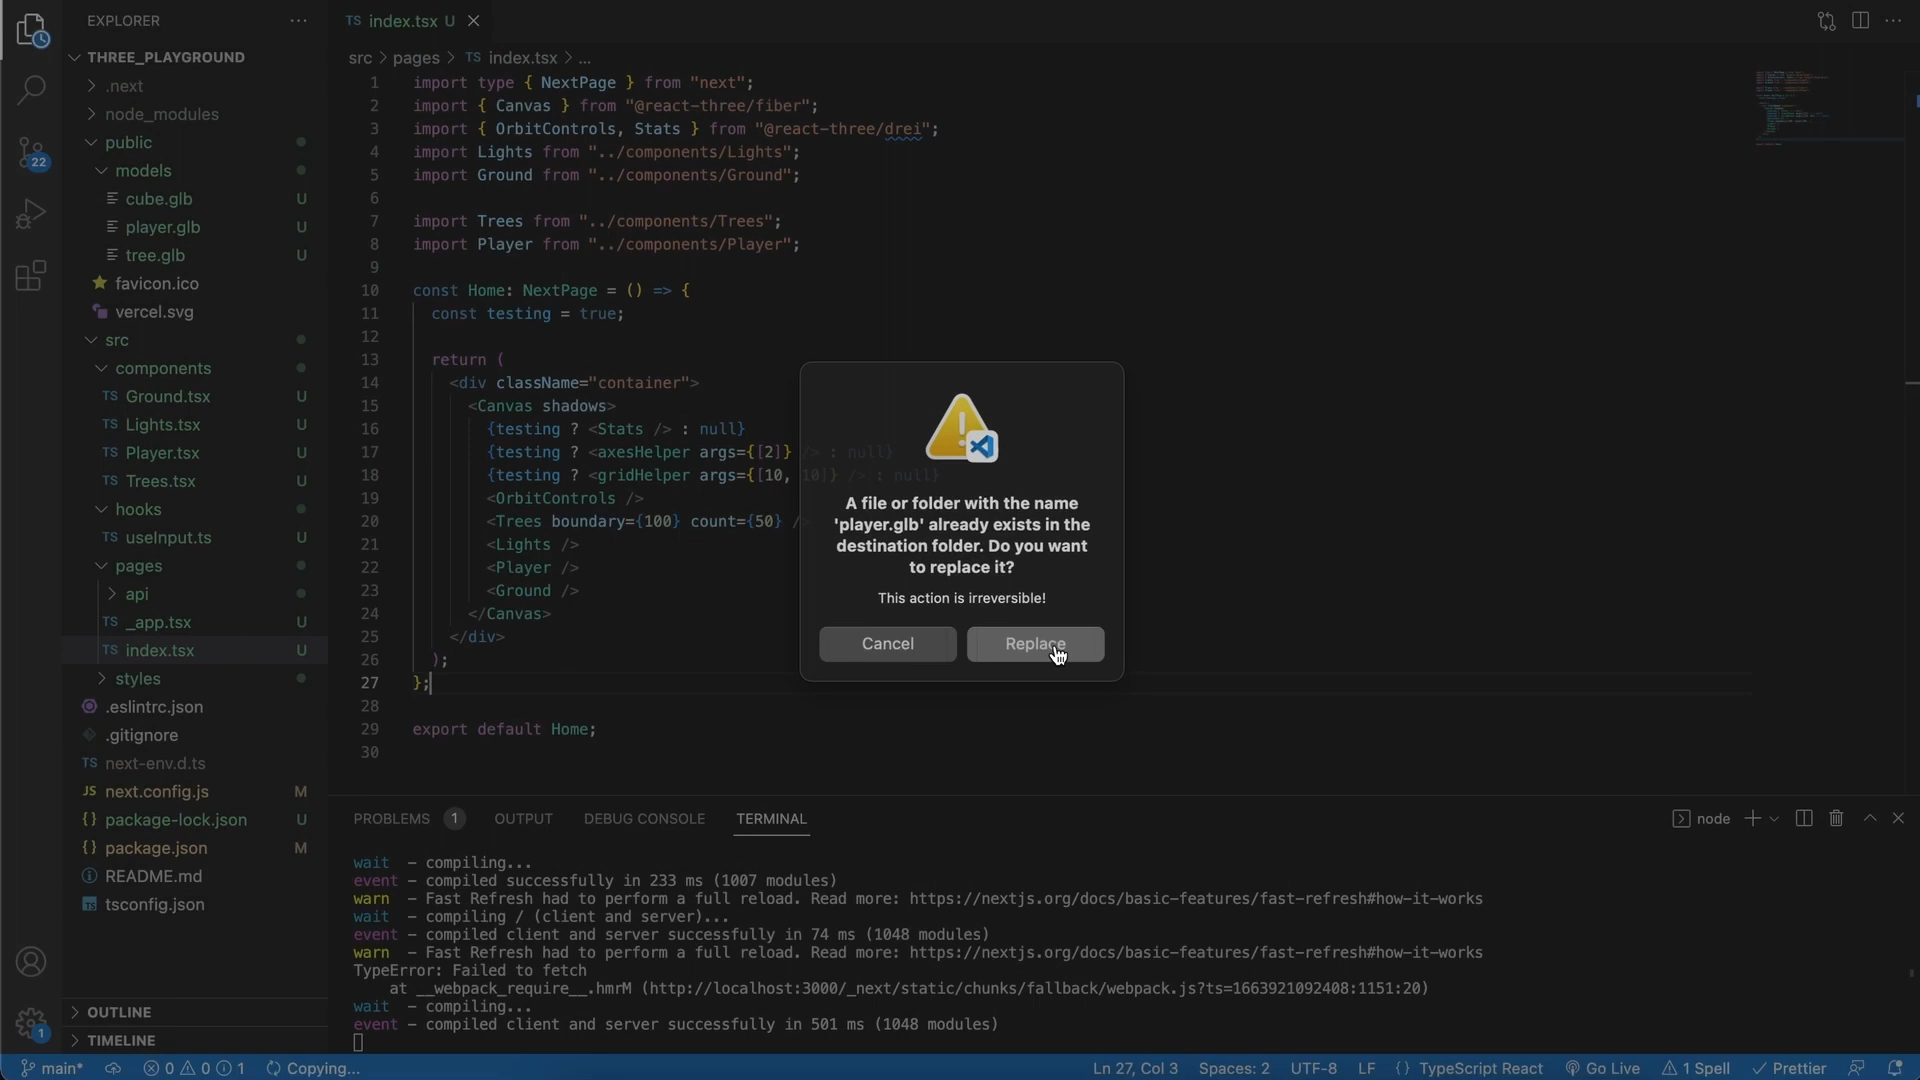 EXPLORER
THREE_PLAYGROUND
.next
node_modules
public
models
cube.glb U
player.glb U
tree.glb U
favicon.ico
vercel.svg
src
components
TS Ground.tsx U
TS Lights.tsx U
TS Player.tsx U
TS Trees.tsx U
hooks
TS useInput.ts U
pages
api
TS _app.tsx U
TS index.tsx U
styles
.eslintrc.json
.gitignore
TS next-env.d.ts
JS next.config.js M
{} package-lock.json U
{} package.json M
README.md
tsconfig.json
OUTLINE
TIMELINE
22
1
TS index.tsx U
src > pages > TS index.tsx > ...
1 import type { NextPage } from "next";
2 import { Canvas } from "@react-three/fiber";
3 import { OrbitControls, Stats } from "@react-three/drei";
4 import Lights from "../components/Lights";
5 import Ground from "../components/Ground";
6
7 import Trees from "../components/Trees";
8 import Player from "../components/Player";
9
10 const Home: NextPage = () => {
11 const testing = true;
12
13 return (
14 <div className="container">
15 <Canvas shadows>
16 {testing ? <Stats /> : null}
17 {testing ? <axesHelper args={[2]} /> : null}
18 {testing ? <gridHelper args={[10, 10]} /> : null}
19 <OrbitControls />
20 <Trees boundary={100} count={50} /
21 <Lights />
22 <Player />
23 <Ground />
24 </Canvas>
25 </div>
26 );
27 };
28
29 export default Home;
30
A file or folder with the name
'player.glb' already exists in the
destination folder. Do you want
to replace it?
This action is irreversible!
Cancel Replace
PROBLEMS 1 OUTPUT DEBUG CONSOLE TERMINAL
node
wait - compiling...
event - compiled successfully in 233 ms (1007 modules)
warn - Fast Refresh had to perform a full reload. Read more: https://nextjs.org/docs/basic-features/fast-refresh#how-it-works
wait - compiling / (client and server)...
event - compiled client and server successfully in 74 ms (1048 modules)
warn - Fast Refresh had to perform a full reload. Read more: https://nextjs.org/docs/basic-features/fast-refresh#how-it-works
TypeError: Failed to fetch
at __webpack_require__.hmrM (http://localhost:3000/_next/static/chunks/fallback/webpack.js?ts=1663921092408:1151:20)
wait - compiling...
event - compiled client and server successfully in 501 ms (1048 modules)
main* 0 0 1 Copying... Ln 27, Col 3 Spaces: 2 UTF-8 LF {} TypeScript React Go Live 1 Spell Prettier